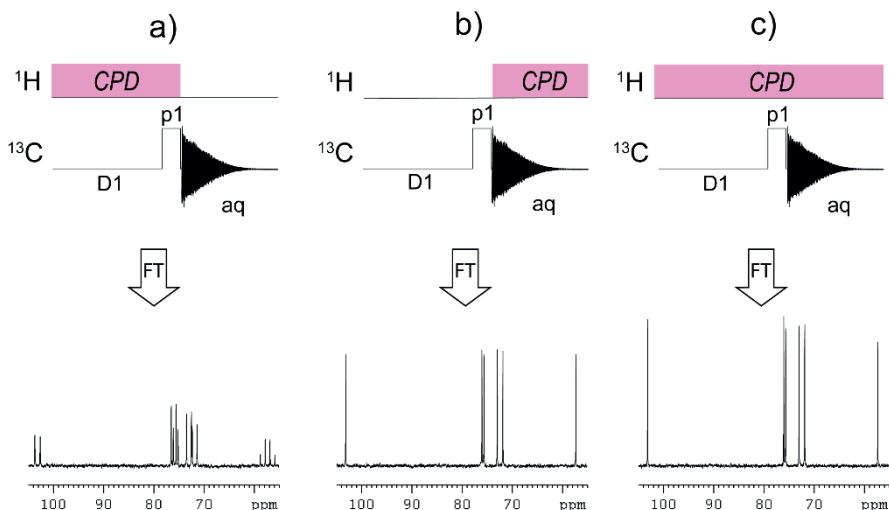 a) b) c)
¹H CPD ¹H CPD ¹H CPD
p1 p1 p1
¹³C ¹³C ¹³C
D1 D1 D1
aq aq aq
FT FT FT
100 90 80 70 ppm 100 90 80 70 ppm 100 90 80 70 ppm